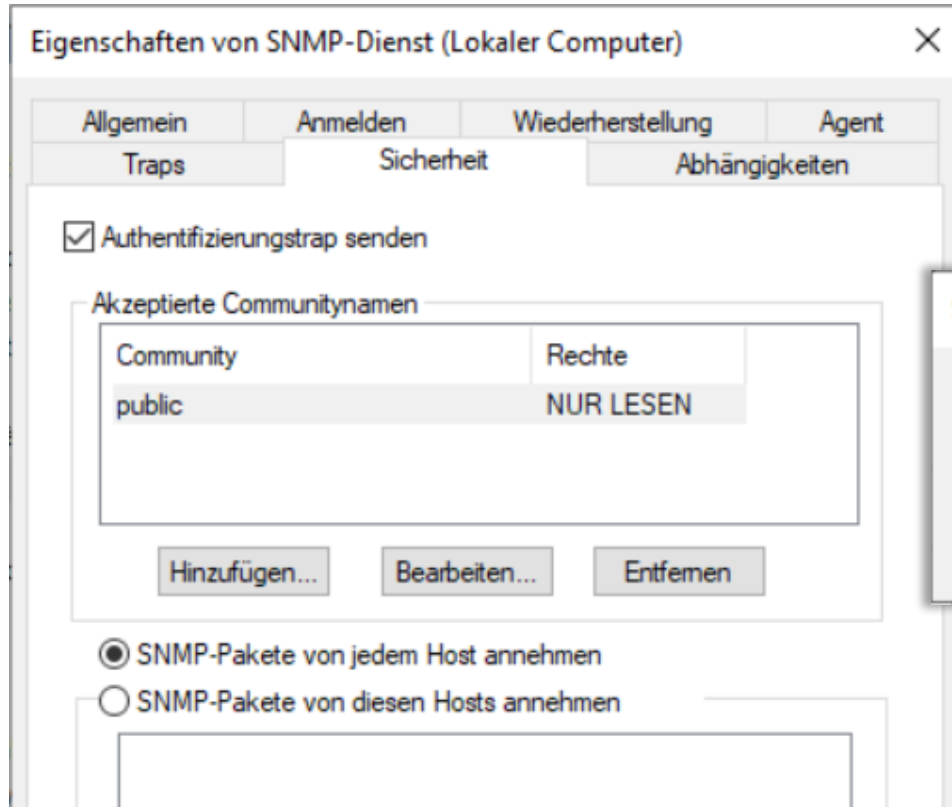 Eigenschaften von SNMP-Dienst (Lokaler Computer)
Allgemein Anmelden Wiederherstellung Agent
Traps Sicherheit Abhängigkeiten
Authentifizierungstrap senden
Akzeptierte Communitynamen
Community Rechte
public NUR LESEN
Hinzufügen... Bearbeiten... Entfernen
SNMP-Pakete von jedem Host annehmen
SNMP-Pakete von diesen Hosts annehmen